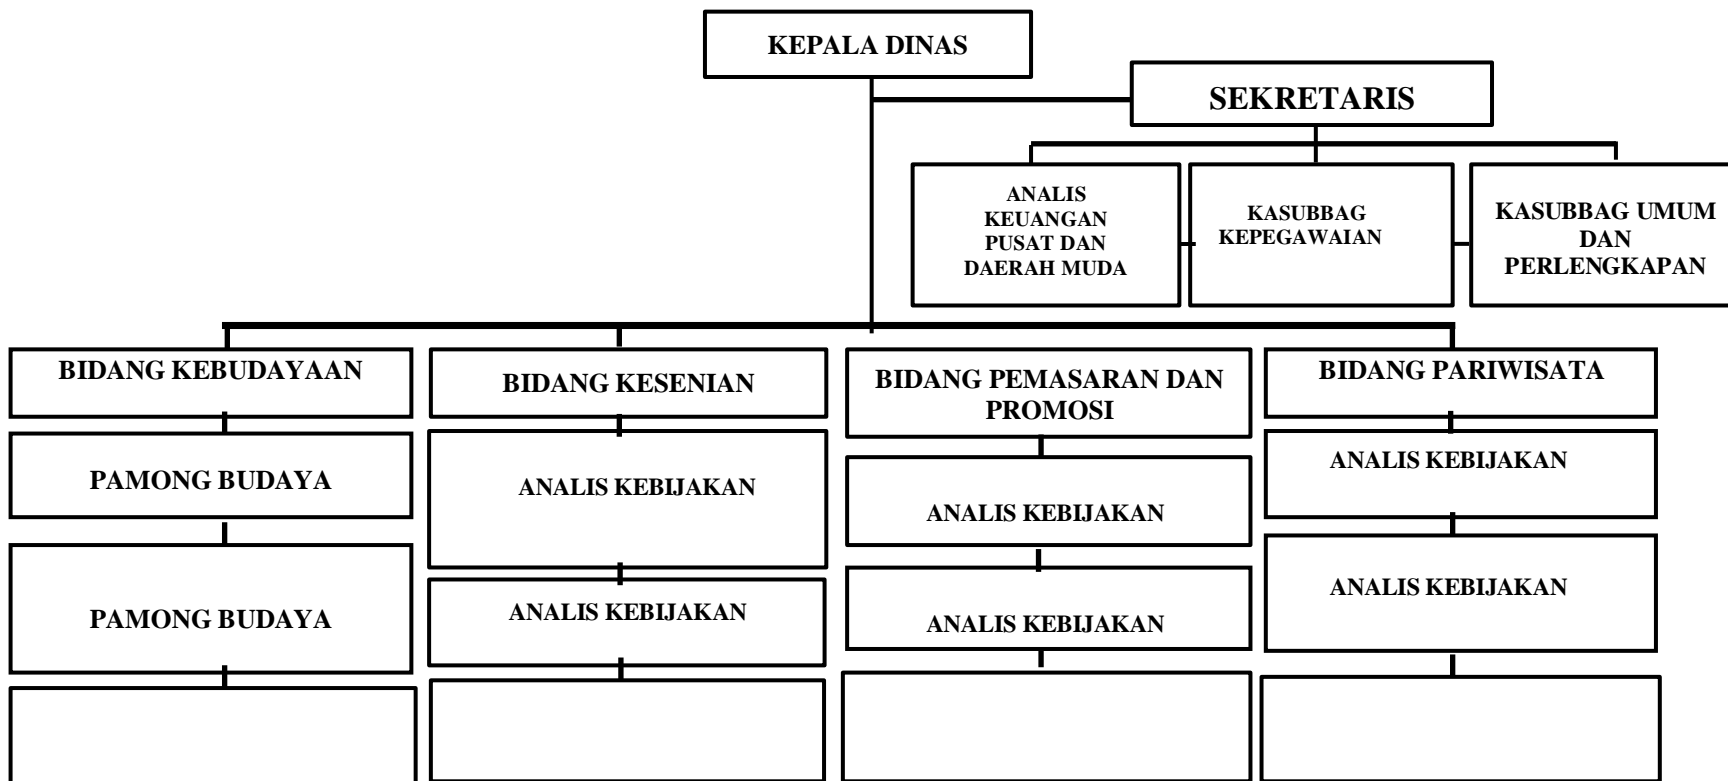 KEPALA DINAS
SEKRETARIS
ANALIS
KEUANGAN
PUSAT DAN
DAERAH MUDA
KASUBBAG
KEPEGAWAIAN
KASUBBAG UMUM
DAN
PERLENGKAPAN
BIDANG KEBUDAYAAN
BIDANG KESENIAN
BIDANG PEMASARAN DAN
PROMOSI
BIDANG PARIWISATA
PAMONG BUDAYA
ANALIS KEBIJAKAN
ANALIS KEBIJAKAN
ANALIS KEBIJAKAN
PAMONG BUDAYA
ANALIS KEBIJAKAN
ANALIS KEBIJAKAN
ANALIS KEBIJAKAN